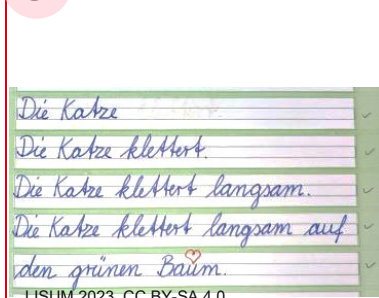 Die Katze
Die Katze klettert.
Die Katze klettert langsam.
Die Katze klettert langsam auf
den grünen Baum.
LISUM 2023, CC BY-SA 4.0